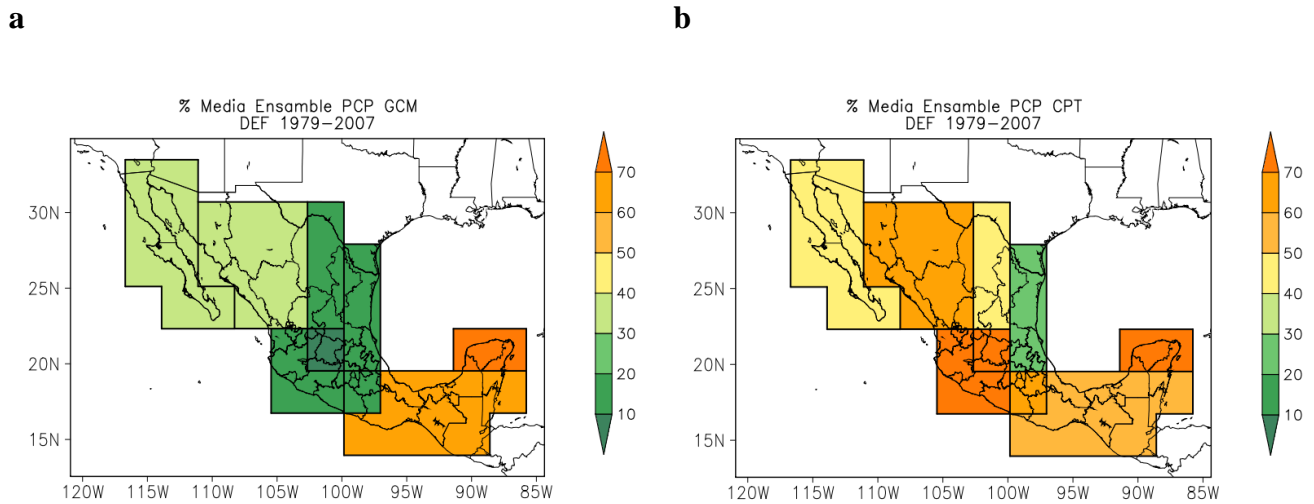 a
b
% Media Ensamble PCP GCM
DEF 1979-2007
% Media Ensamble PCP CPT
DEF 1979-2007
30N
25N
20N
15N
120W 115W 110W 105W 100W 95W 90W 85W
70
60
50
40
30
20
10
30N
25N
20N
15N
120W 115W 110W 105W 100W 95W 90W 85W
70
60
50
40
30
20
10